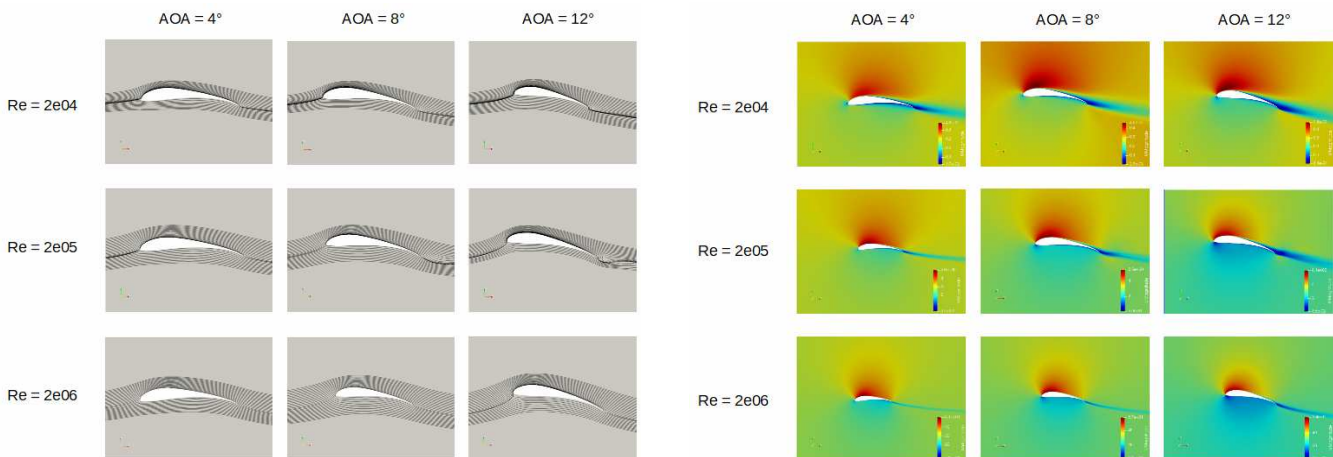 AOA = 4° AOA = 8° AOA = 12° AOA = 4° AOA = 8° AOA = 12°
Re = 2e04 Re = 2e04
Re = 2e05 Re = 2e05
Re = 2e06 Re = 2e06